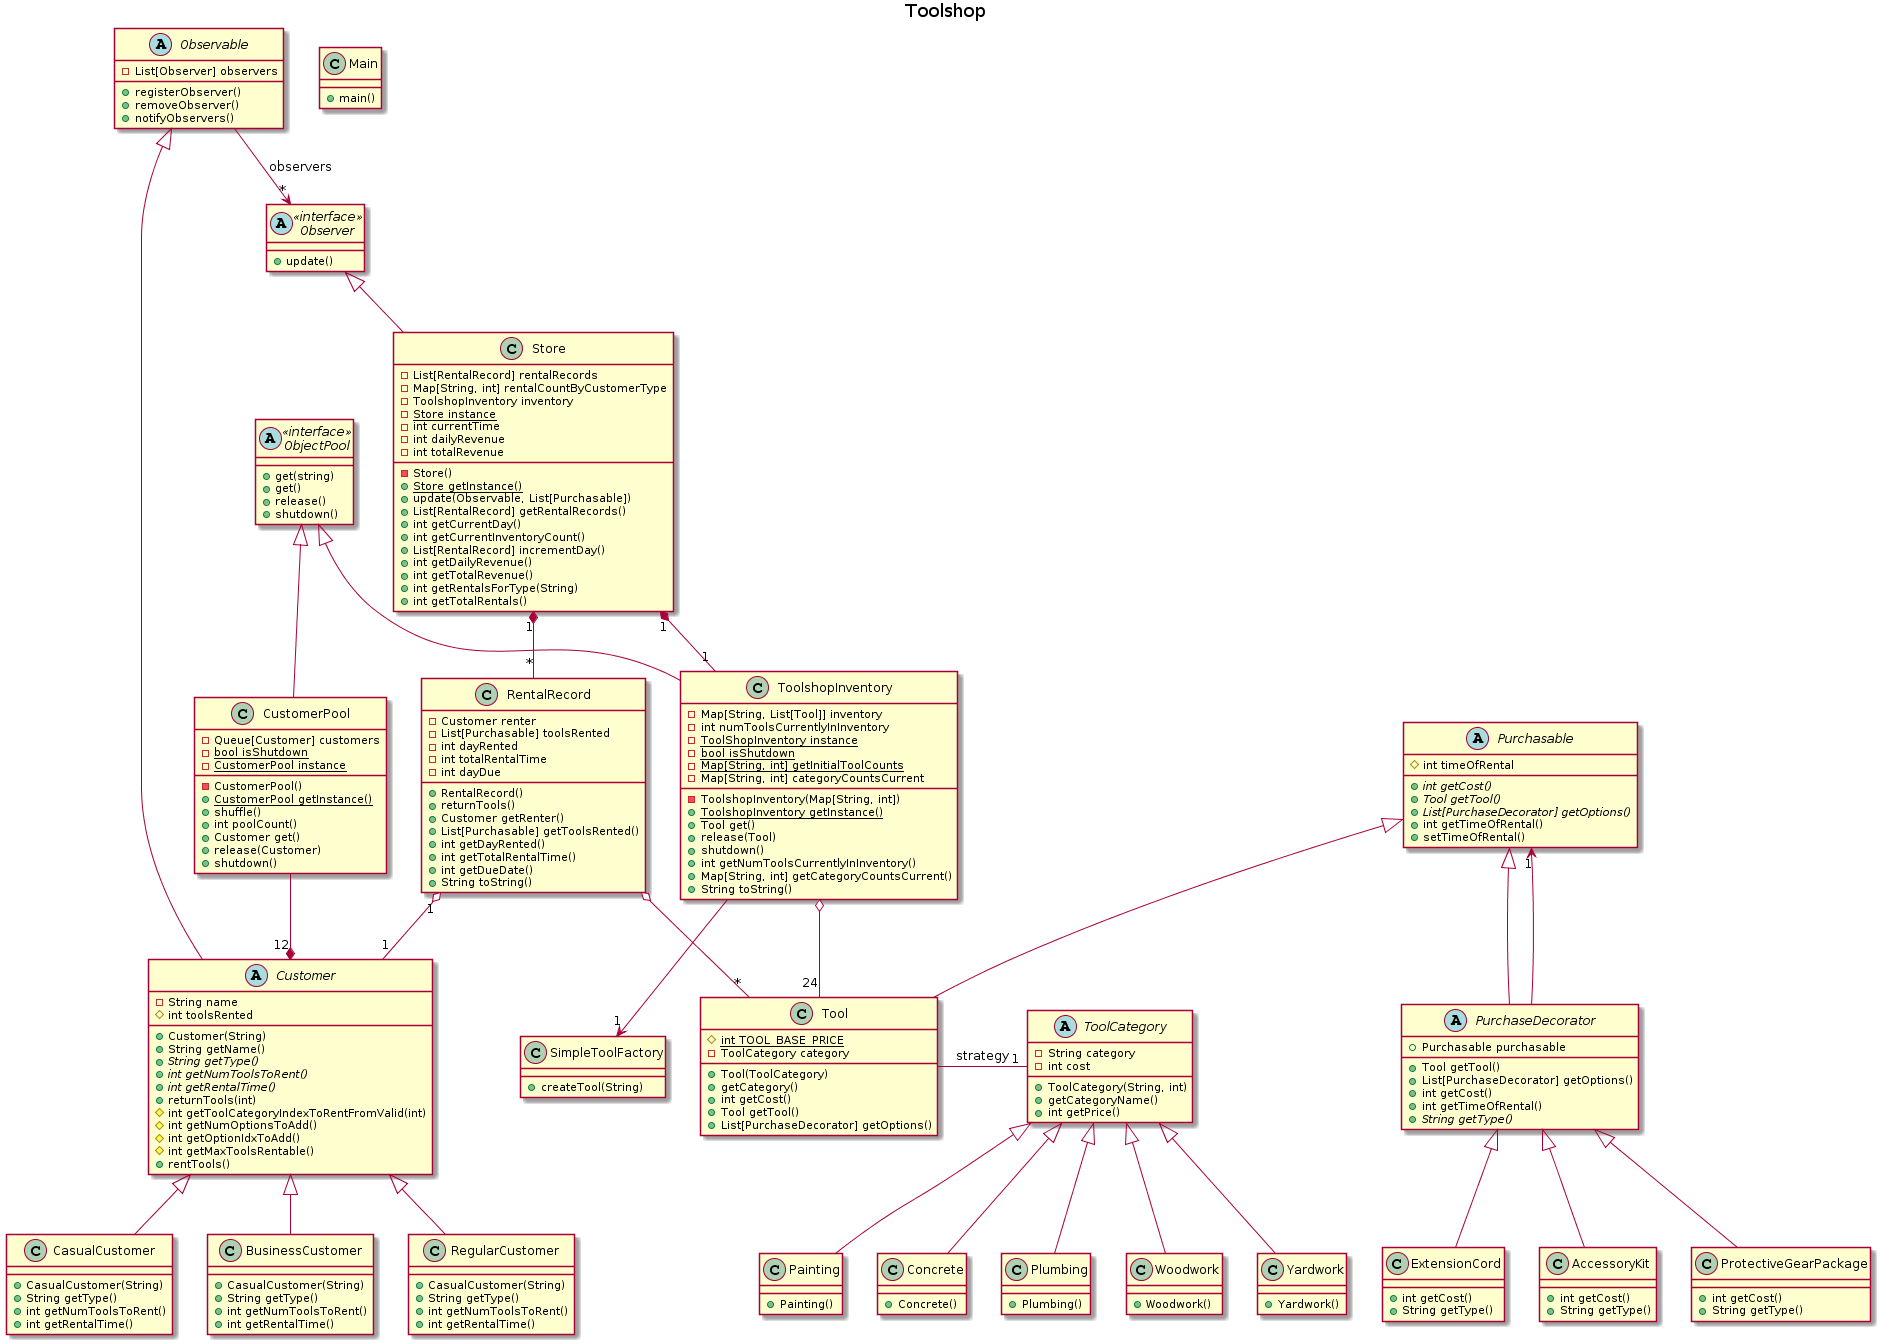 Toolshop
A Observable
List[Observer] observers
registerObserver()
removeObserver()
notifyObservers()
C Main
main()
observers
*
A «interface»
Observer
update()
C Store
List[RentalRecord] rentalRecords
Map[String, int] rentalCountByCustomerType
ToolshopInventory inventory
Store instance
int currentTime
int dailyRevenue
int totalRevenue
Store()
Store getInstance()
update(Observable, List[Purchasable])
List[RentalRecord] getRentalRecords()
int getCurrentDay()
int getCurrentInventoryCount()
List[RentalRecord] incrementDay()
int getDailyRevenue()
int getTotalRevenue()
int getRentalsForType(String)
int getTotalRentals()
A «interface»
ObjectPool
get(string)
get()
release()
shutdown()
1
*
1
1
C CustomerPool
Queue[Customer] customers
bool isShutdown
CustomerPool instance
CustomerPool()
CustomerPool getInstance()
shuffle()
int poolCount()
Customer get()
release(Customer)
shutdown()
C RentalRecord
Customer renter
List[Purchasable] toolsRented
int dayRented
int totalRentalTime
int dayDue
RentalRecord()
returnTools()
Customer getRenter()
List[Purchasable] getToolsRented()
int getDayRented()
int getTotalRentalTime()
int getDueDate()
String toString()
C ToolshopInventory
Map[String, List[Tool]] inventory
int numToolsCurrentlyInInventory
ToolShopInventory instance
bool isShutdown
Map[String, int] getInitialToolCounts
Map[String, int] categoryCountsCurrent
ToolshopInventory(Map[String, int])
ToolshopInventory getInstance()
Tool get()
release(Tool)
shutdown()
int getNumToolsCurrentlyInInventory()
Map[String, int] getCategoryCountsCurrent()
String toString()
A Purchasable
int timeOfRental
int getCost()
Tool getTool()
List[PurchaseDecorator] getOptions()
int getTimeOfRental()
setTimeOfRental()
1
12
1
1
*
24
1
A Customer
String name
int toolsRented
Customer(String)
String getName()
String getType()
int getNumToolsToRent()
int getRentalTime()
returnTools(int)
int getToolCategoryIndexToRentFromValid(int)
int getNumOptionsToAdd()
int getOptionIdxToAdd()
int getMaxToolsRentable()
rentTools()
C SimpleToolFactory
createTool(String)
C Tool
int TOOL_BASE_PRICE
ToolCategory category
Tool(ToolCategory)
getCategory()
int getCost()
Tool getTool()
List[PurchaseDecorator] getOptions()
strategy 1
A ToolCategory
String category
int cost
ToolCategory(String, int)
getCategoryName()
int getPrice()
A PurchaseDecorator
Purchasable purchasable
Tool getTool()
List[PurchaseDecorator] getOptions()
int getCost()
int getTimeOfRental()
String getType()
C CasualCustomer
CasualCustomer(String)
String getType()
int getNumToolsToRent()
int getRentalTime()
C BusinessCustomer
CasualCustomer(String)
String getType()
int getNumToolsToRent()
int getRentalTime()
C RegularCustomer
CasualCustomer(String)
String getType()
int getNumToolsToRent()
int getRentalTime()
C Painting
Painting()
C Concrete
Concrete()
C Plumbing
Plumbing()
C Woodwork
Woodwork()
C Yardwork
Yardwork()
C ExtensionCord
int getCost()
String getType()
C AccessoryKit
int getCost()
String getType()
C ProtectiveGearPackage
int getCost()
String getType()